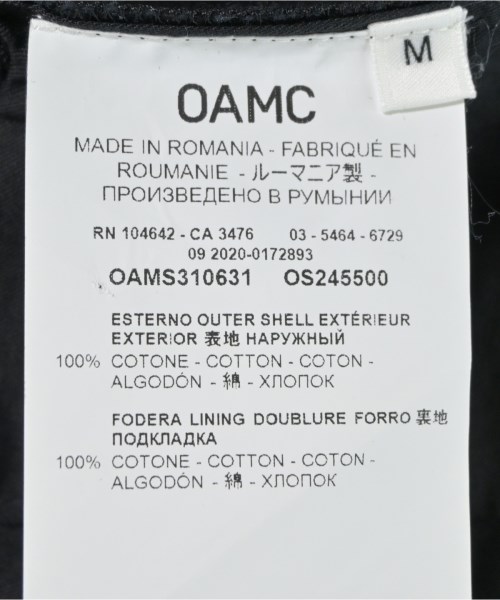 M
OAMC
MADE IN ROMANIA - FABRIQUÉ EN
ROUMANIE - ルーマニア製 -
ПРОИЗВЕДЕНО В РУМЫНИИ
RN 104642 - CA 3476 03 - 5464 - 6729
09 2020-0172893
OAMS310631 OS245500
ESTERNO OUTER SHELL EXTÉRIEUR
EXTERIOR 表地 НАРУЖНЫЙ
100% COTONE - COTTON - COTON -
ALGODÓN - 綿 - ХЛОПОК
FODERA LINING DOUBLURE FORRO 裏地
ПОДКЛАДКА
100% COTONE - COTTON - COTON -
ALGODÓN - 綿 - ХЛОПОК